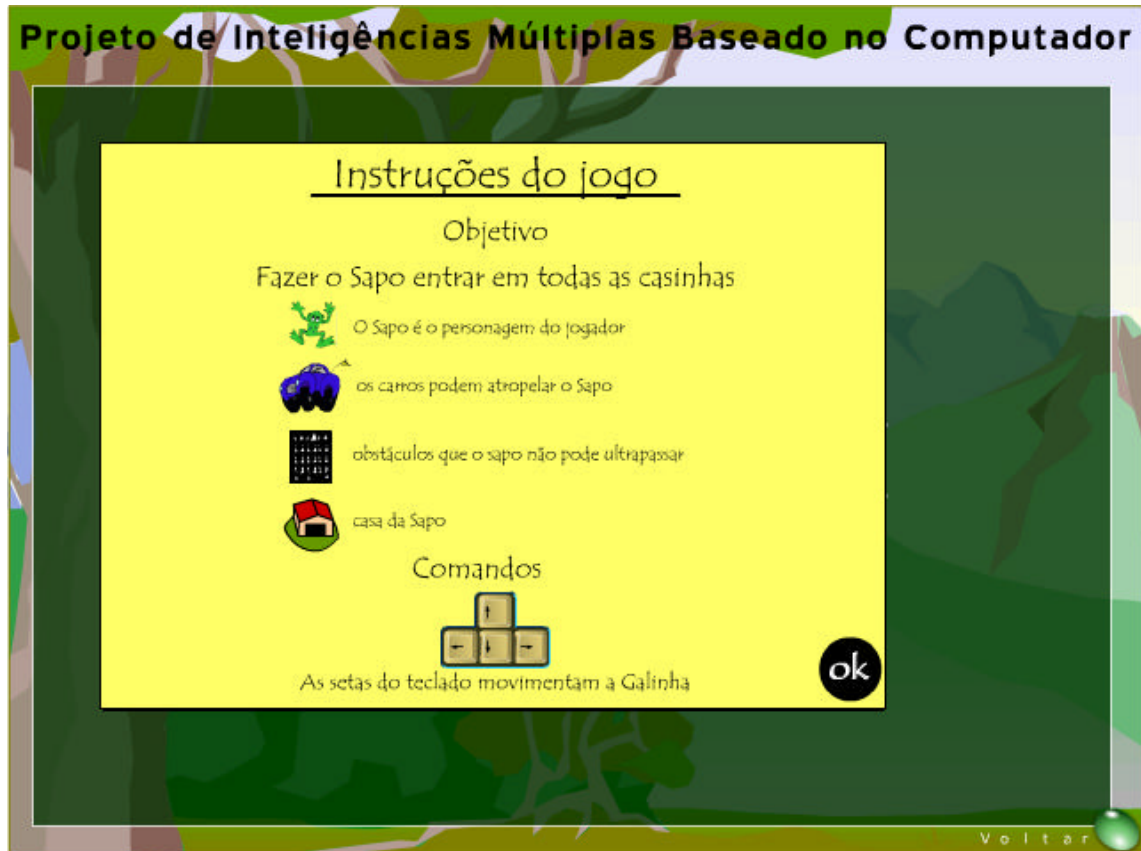 Projeto de Inteligências Múltiplas Baseado no Computador
Instruções do jogo
Objetivo
Fazer o Sapo entrar em todas as casinhas
O Sapo é o personagem do jogador
os carros podem atropelar o Sapo
obstáculos que o sapo não pode ultrapassar
casa da Sapo
Comandos
As setas do teclado movimentam a Galinha
ok
Voltar